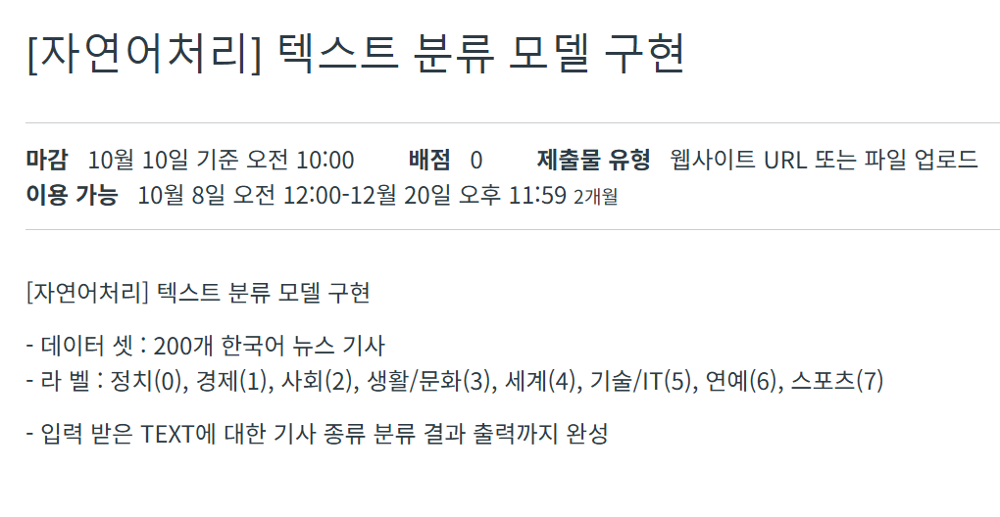 [자연어처리] 텍스트 분류 모델 구현
마감 10월 10일 기준 오전 10:00 배점 0 제출물 유형 웹사이트 URL 또는 파일 업로드
이용 가능 10월 8일 오전 12:00-12월 20일 오후 11:59 2개월
[자연어처리] 텍스트 분류 모델 구현
- 데이터 셋 : 200개 한국어 뉴스 기사
- 라 벨 : 정치(0), 경제(1), 사회(2), 생활/문화(3), 세계(4), 기술/IT(5), 연예(6), 스포츠(7)
- 입력 받은 TEXT에 대한 기사 종류 분류 결과 출력까지 완성